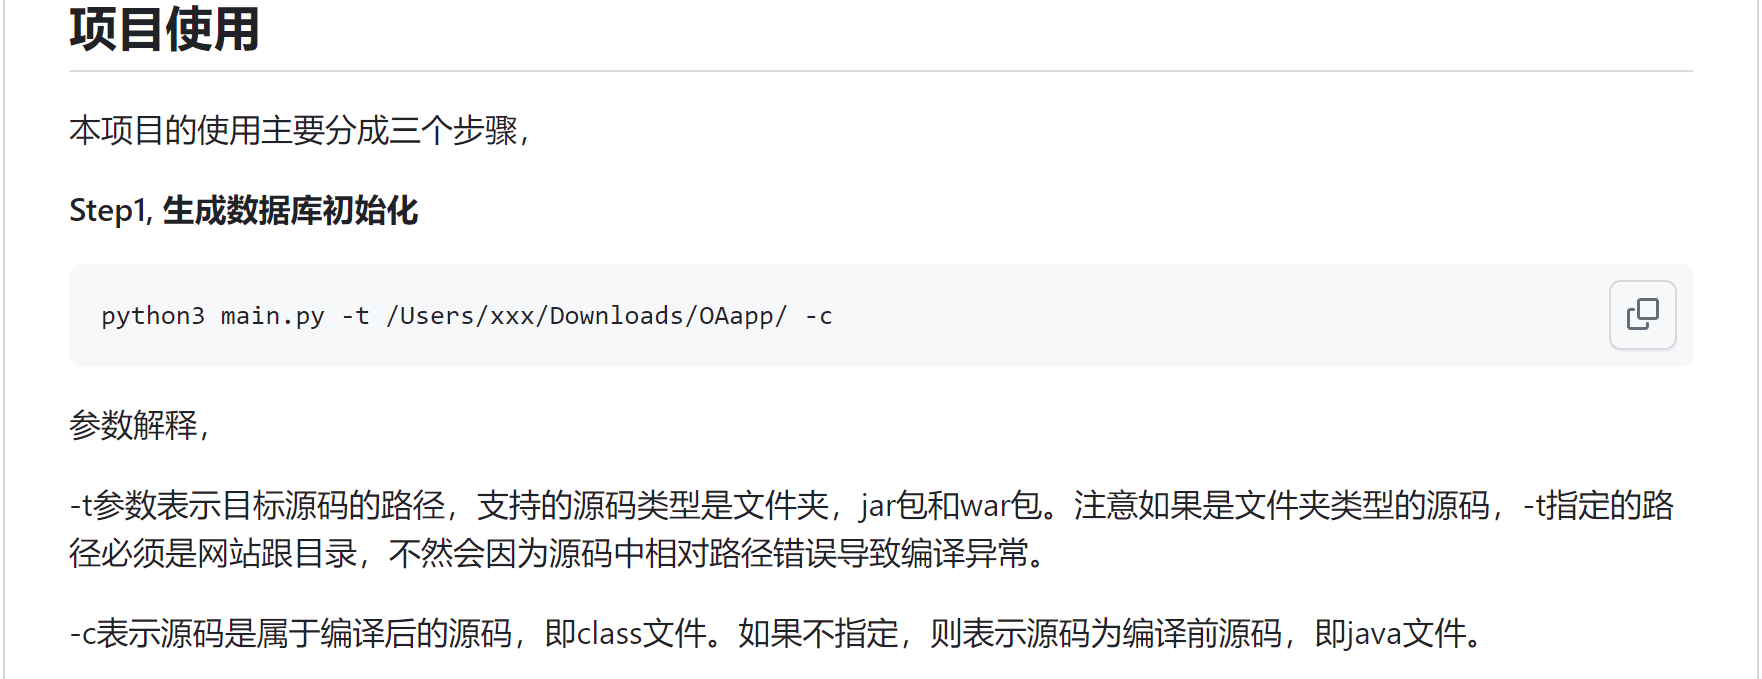 项目使用
本项目的使用主要分成三个步骤，
Step1, 生成数据库初始化
python3 main.py -t /Users/xxx/Downloads/OAapp/ -c
参数解释，
-t参数表示目标源码的路径，支持的源码类型是文件夹，jar包和war包。注意如果是文件夹类型的源码，-t指定的路
径必须是网站跟目录，不然会因为源码中相对路径错误导致编译异常。
-c表示源码是属于编译后的源码，即class文件。如果不指定，则表示源码为编译前源码，即java文件。